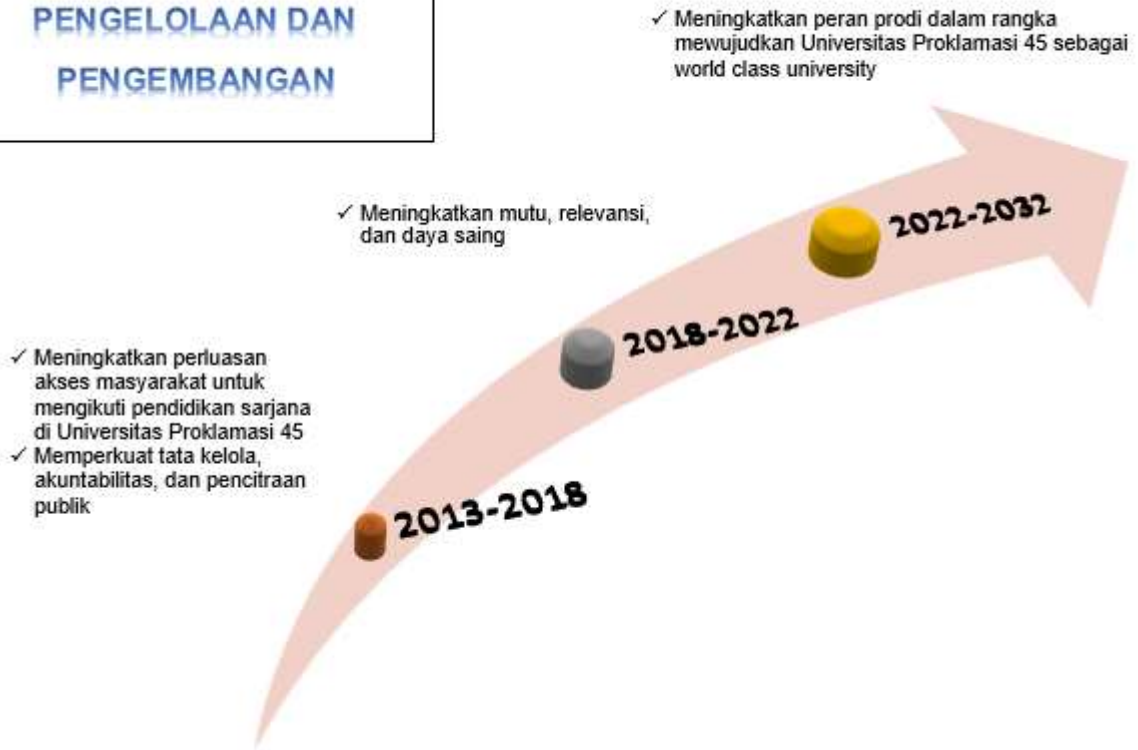 PENGELOLAAN DAN
PENGEMBANGAN
✓ Meningkatkan peran prodi dalam rangka
mewujudkan Universitas Proklamasi 45 sebagai
world class university
2022-2032
✓ Meningkatkan mutu, relevansi,
dan daya saing
2018-2022
✓ Meningkatkan perluasan
akses masyarakat untuk
mengikuti pendidikan sarjana
di Universitas Proklamasi 45
✓ Memperkuat tata kelola,
akuntabilitas, dan pencitraan
publik
2013-2018